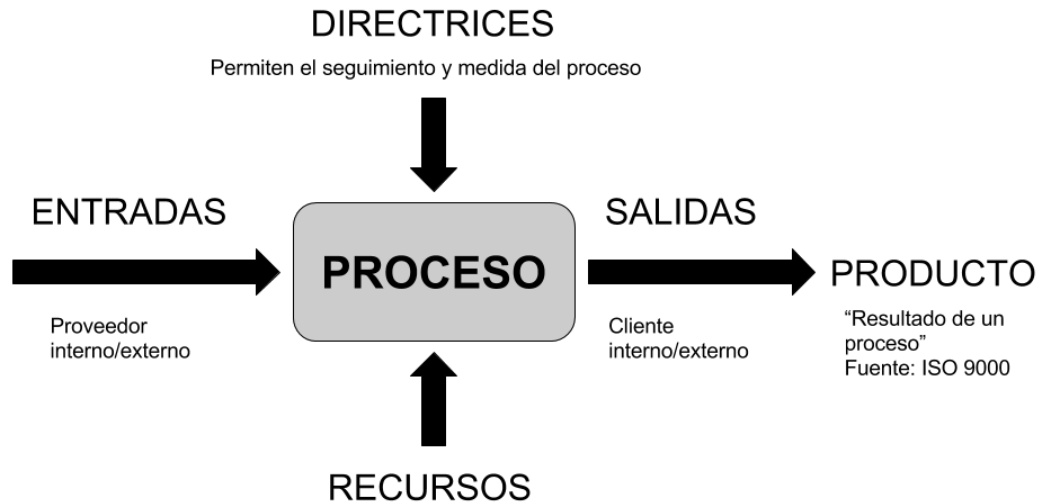 DIRECTRICES
Permiten el seguimiento y medida del proceso
ENTRADAS
SALIDAS
PROCESO
PRODUCTO
Proveedor
interno/externo
Cliente
interno/externo
“Resultado de un
proceso”
Fuente: ISO 9000
RECURSOS